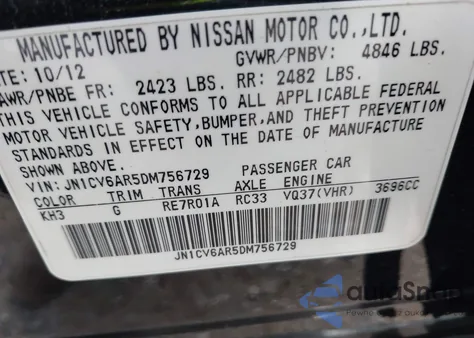 MANUFACTURED BY NISSAN MOTOR CO.,LTD.
DATE: 10/12 GVWR/PNBV: 4846 LBS.
GAWR/PNBE FR: 2423 LBS. RR: 2482 LBS.
THIS VEHICLE CONFORMS TO ALL APPLICABLE FEDERAL
MOTOR VEHICLE SAFETY, BUMPER, AND THEFT PREVENTION
STANDARDS IN EFFECT ON THE DATE OF MANUFACTURE
SHOWN ABOVE.
VIN: JN1CV6AR5DM756729 PASSENGER CAR
COLOR TRIM TRANS AXLE ENGINE
KH3 G RE7R01A RC33 VQ37(VHR) 3696CC
JN1CV6AR5DM756729
autoSnap